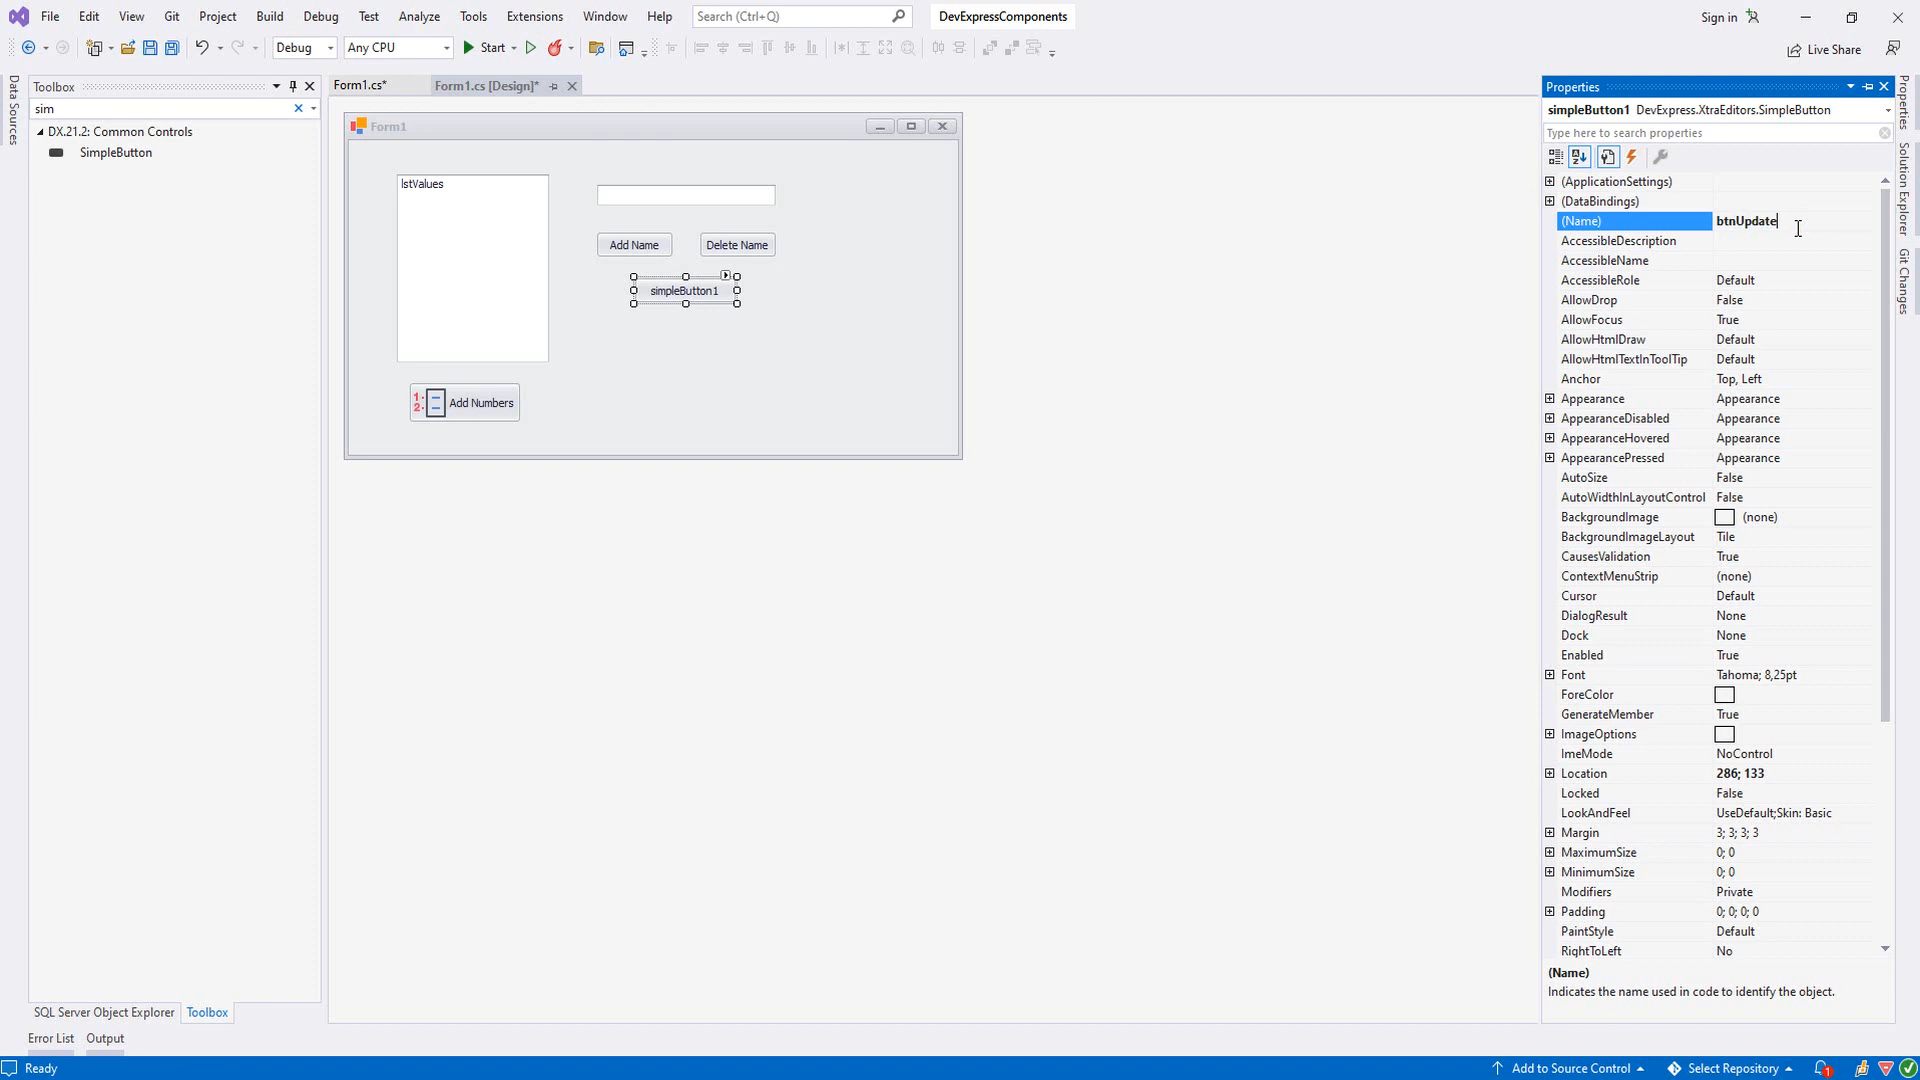 File Edit View Git Project Build Debug Test Analyze Tools Extensions Window Help Search (Ctrl+Q) DevExpressComponents Sign in
Debug Any CPU Start Live Share
Data Sources
Toolbox
sim
DX.21.2: Common Controls
SimpleButton
SQL Server Object Explorer Toolbox
Form1.cs* Form1.cs [Design]*
Form1
lstValues
Add Name Delete Name
simpleButton1
1.
2.
Add Numbers
Properties
simpleButton1 DevExpress.XtraEditors.SimpleButton
Type here to search properties
(ApplicationSettings)
(DataBindings)
(Name) btnUpdate
AccessibleDescription
AccessibleName
AccessibleRole Default
AllowDrop False
AllowFocus True
AllowHtmlDraw Default
AllowHtmlTextInToolTip Default
Anchor Top, Left
Appearance Appearance
AppearanceDisabled Appearance
AppearanceHovered Appearance
AppearancePressed Appearance
AutoSize False
AutoWidthInLayoutControl False
BackgroundImage (none)
BackgroundImageLayout Tile
CausesValidation True
ContextMenuStrip (none)
Cursor Default
DialogResult None
Dock None
Enabled True
Font Tahoma; 8,25pt
ForeColor
GenerateMember True
ImageOptions
ImeMode NoControl
Location 286; 133
Locked False
LookAndFeel UseDefault;Skin: Basic
Margin 3; 3; 3; 3
MaximumSize 0; 0
MinimumSize 0; 0
Modifiers Private
Padding 0; 0; 0; 0
PaintStyle Default
RightToLeft No
(Name)
Indicates the name used in code to identify the object.
Properties
Solution Explorer
Git Changes
Error List Output
Ready Add to Source Control Select Repository 1